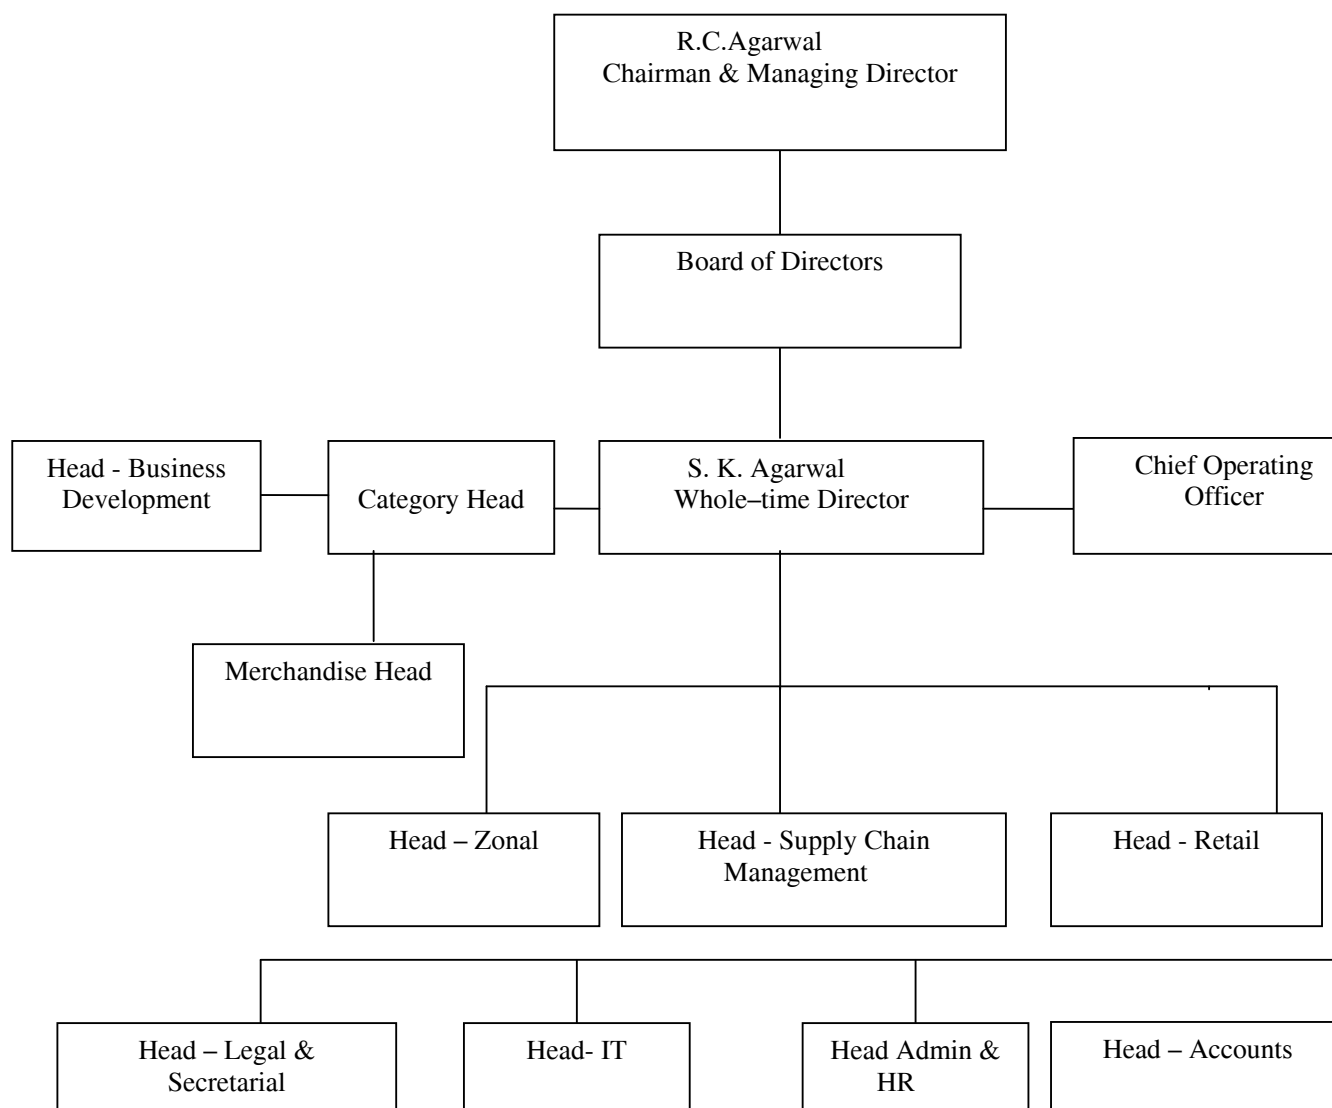 R.C.Agarwal
Chairman & Managing Director
Board of Directors
Head - Business
Development
Category Head
S. K. Agarwal
Whole–time Director
Chief Operating
Officer
Merchandise Head
Head – Zonal
Head - Supply Chain
Management
Head - Retail
Head – Legal &
Secretarial
Head- IT
Head Admin &
HR
Head – Accounts